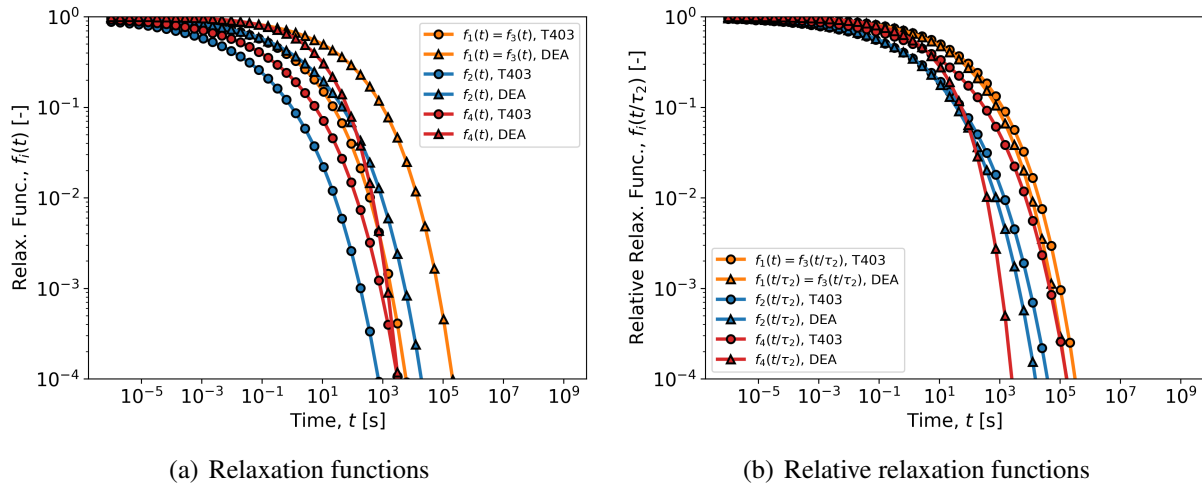 Relax. Func., f_i(t) [-]
10^0
10^-1
10^-2
10^-3
10^-4
f_1(t) = f_3(t), T403
f_1(t) = f_3(t), DEA
f_2(t), T403
f_2(t), DEA
f_4(t), T403
f_4(t), DEA
10^-5 10^-3 10^-1 10^1 10^3 10^5 10^7 10^9
Time, t [s]
(a) Relaxation functions
Relative Relax. Func., f_i(t/τ_2) [-]
10^0
10^-1
10^-2
10^-3
10^-4
f_1(t) = f_3(t/τ_2), T403
f_1(t/τ_2) = f_3(t/τ_2), DEA
f_2(t/τ_2), T403
f_2(t/τ_2), DEA
f_4(t/τ_2), T403
f_4(t/τ_2), DEA
10^-5 10^-3 10^-1 10^1 10^3 10^5 10^7 10^9
Time, t [s]
(b) Relative relaxation functions